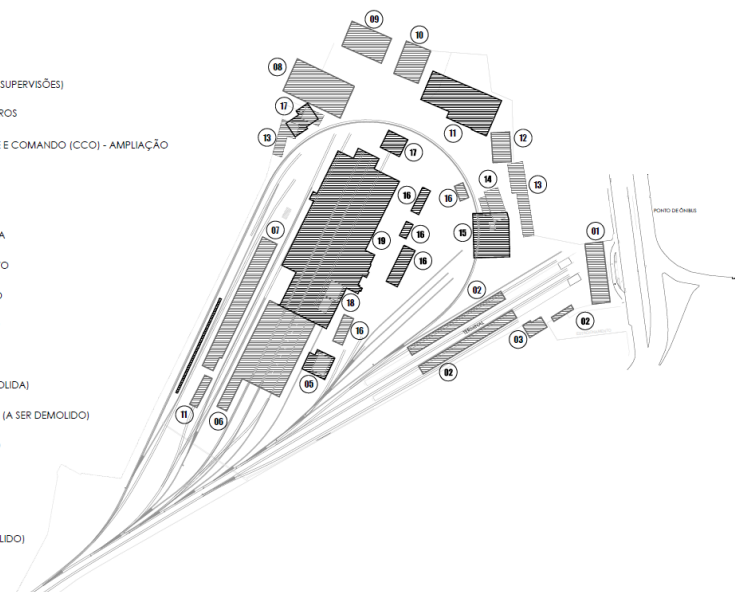 SUPERVISÕES)
ROS
E COMANDO (CCO) - AMPLIAÇÃO
A
TO
O
OLIDA)
(A SER DEMOLIDO)
LIDO)
09
10
08
17
11
13
12
17
14
13
16
16
15
01
PONTO DE ÔNIBUS
07
16
19
16
02
18
16
TERMINAL
02
03
05
02
11
06